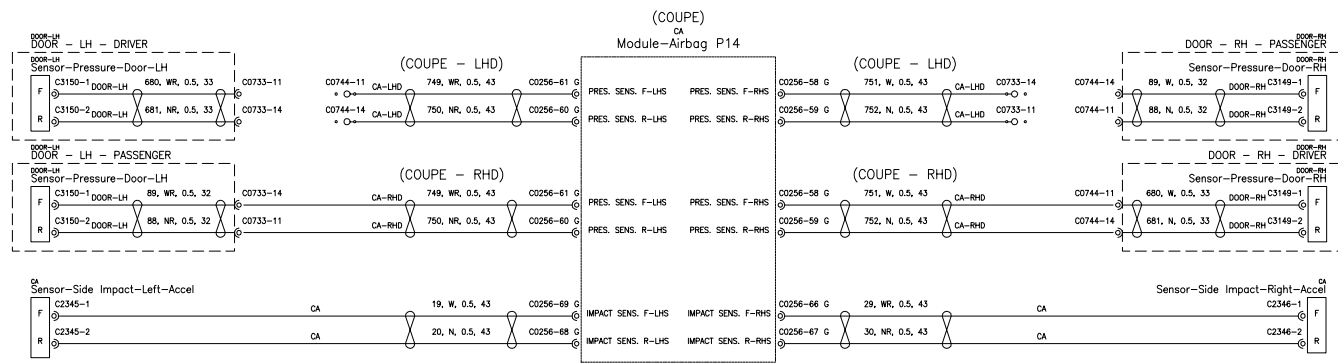 (COUPE)
CA
Module-Airbag P14
DOOR-LH
DOOR - LH - DRIVER
DOOR-RH
DOOR - RH - PASSENGER
DOOR-LH
Sensor-Pressure-Door-LH
(COUPE - LHD)
(COUPE - LHD)
DOOR-RH
Sensor-Pressure-Door-RH
F C3150-1 DOOR-LH 680, WR, 0.5, 33 C0733-11 C0744-11 CA-LHD 749, WR, 0.5, 43 C0256-61 G PRES. SENS. F-LHS PRES. SENS. F-RHS C0256-58 G 751, W, 0.5, 43 CA-LHD C0733-14 C0744-14 89, W, 0.5, 32 DOOR-RH C3149-1 F
R C3150-2 DOOR-LH 681, NR, 0.5, 33 C0733-14 C0744-14 CA-LHD 750, NR, 0.5, 43 C0256-60 G PRES. SENS. R-LHS PRES. SENS. R-RHS C0256-59 G 752, N, 0.5, 43 CA-LHD C0733-11 C0744-11 88, N, 0.5, 32 DOOR-RH C3149-2 R
DOOR-LH
DOOR - LH - PASSENGER
DOOR-RH
DOOR - RH - DRIVER
DOOR-LH
Sensor-Pressure-Door-LH
(COUPE - RHD)
(COUPE - RHD)
DOOR-RH
Sensor-Pressure-Door-RH
F C3150-1 DOOR-LH 89, WR, 0.5, 32 C0733-14 CA-RHD 749, WR, 0.5, 43 C0256-61 G PRES. SENS. F-LHS PRES. SENS. F-RHS C0256-58 G 751, W, 0.5, 43 CA-RHD C0744-11 680, W, 0.5, 33 DOOR-RH C3149-1 F
R C3150-2 DOOR-LH 88, NR, 0.5, 32 C0733-11 CA-RHD 750, NR, 0.5, 43 C0256-60 G PRES. SENS. R-LHS PRES. SENS. R-RHS C0256-59 G 752, N, 0.5, 43 CA-RHD C0744-14 681, N, 0.5, 33 DOOR-RH C3149-2 R
CA
Sensor-Side Impact-Left-Accel
Sensor-Side Impact-Right-Accel
CA
F C2345-1 CA 19, W, 0.5, 43 C0256-69 G IMPACT SENS. F-LHS IMPACT SENS. F-RHS C0256-66 G 29, WR, 0.5, 43 CA C2346-1 F
R C2345-2 CA 20, N, 0.5, 43 C0256-68 G IMPACT SENS. R-LHS IMPACT SENS. R-RHS C0256-67 G 30, NR, 0.5, 43 CA C2346-2 R